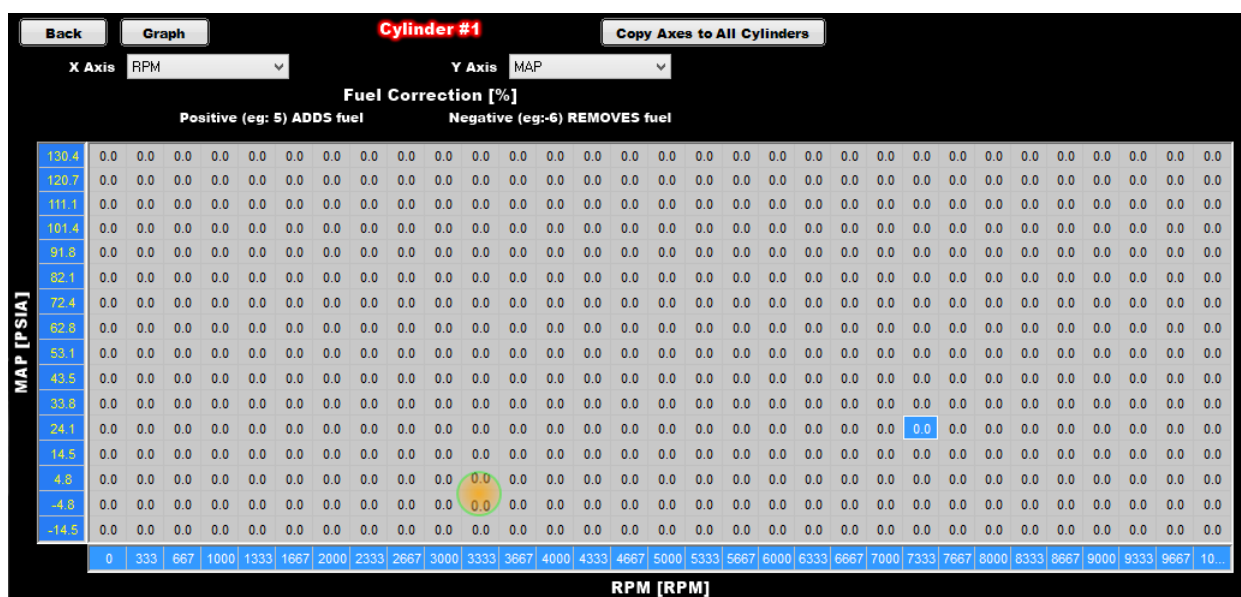 Back Graph Cylinder #1 Copy Axes to All Cylinders
X Axis RPM Y Axis MAP
Fuel Correction [%]
Positive (eg: 5) ADDS fuel Negative (eg:-6) REMOVES fuel
MAP [PSIA]
130.4 0.0 0.0 0.0 0.0 0.0 0.0 0.0 0.0 0.0 0.0 0.0 0.0 0.0 0.0 0.0 0.0 0.0 0.0 0.0 0.0 0.0 0.0 0.0 0.0 0.0 0.0 0.0 0.0 0.0 0.0 0.0
120.7 0.0 0.0 0.0 0.0 0.0 0.0 0.0 0.0 0.0 0.0 0.0 0.0 0.0 0.0 0.0 0.0 0.0 0.0 0.0 0.0 0.0 0.0 0.0 0.0 0.0 0.0 0.0 0.0 0.0 0.0 0.0
111.1 0.0 0.0 0.0 0.0 0.0 0.0 0.0 0.0 0.0 0.0 0.0 0.0 0.0 0.0 0.0 0.0 0.0 0.0 0.0 0.0 0.0 0.0 0.0 0.0 0.0 0.0 0.0 0.0 0.0 0.0 0.0
101.4 0.0 0.0 0.0 0.0 0.0 0.0 0.0 0.0 0.0 0.0 0.0 0.0 0.0 0.0 0.0 0.0 0.0 0.0 0.0 0.0 0.0 0.0 0.0 0.0 0.0 0.0 0.0 0.0 0.0 0.0 0.0
91.8 0.0 0.0 0.0 0.0 0.0 0.0 0.0 0.0 0.0 0.0 0.0 0.0 0.0 0.0 0.0 0.0 0.0 0.0 0.0 0.0 0.0 0.0 0.0 0.0 0.0 0.0 0.0 0.0 0.0 0.0 0.0
82.1 0.0 0.0 0.0 0.0 0.0 0.0 0.0 0.0 0.0 0.0 0.0 0.0 0.0 0.0 0.0 0.0 0.0 0.0 0.0 0.0 0.0 0.0 0.0 0.0 0.0 0.0 0.0 0.0 0.0 0.0 0.0
72.4 0.0 0.0 0.0 0.0 0.0 0.0 0.0 0.0 0.0 0.0 0.0 0.0 0.0 0.0 0.0 0.0 0.0 0.0 0.0 0.0 0.0 0.0 0.0 0.0 0.0 0.0 0.0 0.0 0.0 0.0 0.0
62.8 0.0 0.0 0.0 0.0 0.0 0.0 0.0 0.0 0.0 0.0 0.0 0.0 0.0 0.0 0.0 0.0 0.0 0.0 0.0 0.0 0.0 0.0 0.0 0.0 0.0 0.0 0.0 0.0 0.0 0.0 0.0
53.1 0.0 0.0 0.0 0.0 0.0 0.0 0.0 0.0 0.0 0.0 0.0 0.0 0.0 0.0 0.0 0.0 0.0 0.0 0.0 0.0 0.0 0.0 0.0 0.0 0.0 0.0 0.0 0.0 0.0 0.0 0.0
43.5 0.0 0.0 0.0 0.0 0.0 0.0 0.0 0.0 0.0 0.0 0.0 0.0 0.0 0.0 0.0 0.0 0.0 0.0 0.0 0.0 0.0 0.0 0.0 0.0 0.0 0.0 0.0 0.0 0.0 0.0 0.0
33.8 0.0 0.0 0.0 0.0 0.0 0.0 0.0 0.0 0.0 0.0 0.0 0.0 0.0 0.0 0.0 0.0 0.0 0.0 0.0 0.0 0.0 0.0 0.0 0.0 0.0 0.0 0.0 0.0 0.0 0.0 0.0
24.1 0.0 0.0 0.0 0.0 0.0 0.0 0.0 0.0 0.0 0.0 0.0 0.0 0.0 0.0 0.0 0.0 0.0 0.0 0.0 0.0 0.0 0.0 0.0 0.0 0.0 0.0 0.0 0.0 0.0 0.0 0.0
14.5 0.0 0.0 0.0 0.0 0.0 0.0 0.0 0.0 0.0 0.0 0.0 0.0 0.0 0.0 0.0 0.0 0.0 0.0 0.0 0.0 0.0 0.0 0.0 0.0 0.0 0.0 0.0 0.0 0.0 0.0 0.0
4.8 0.0 0.0 0.0 0.0 0.0 0.0 0.0 0.0 0.0 0.0 0.0 0.0 0.0 0.0 0.0 0.0 0.0 0.0 0.0 0.0 0.0 0.0 0.0 0.0 0.0 0.0 0.0 0.0 0.0 0.0 0.0
-4.8 0.0 0.0 0.0 0.0 0.0 0.0 0.0 0.0 0.0 0.0 0.0 0.0 0.0 0.0 0.0 0.0 0.0 0.0 0.0 0.0 0.0 0.0 0.0 0.0 0.0 0.0 0.0 0.0 0.0 0.0 0.0
-14.5 0.0 0.0 0.0 0.0 0.0 0.0 0.0 0.0 0.0 0.0 0.0 0.0 0.0 0.0 0.0 0.0 0.0 0.0 0.0 0.0 0.0 0.0 0.0 0.0 0.0 0.0 0.0 0.0 0.0 0.0 0.0
0 333 667 1000 1333 1667 2000 2333 2667 3000 3333 3667 4000 4333 4667 5000 5333 5667 6000 6333 6667 7000 7333 7667 8000 8333 8667 9000 9333 9667 10...
RPM [RPM]